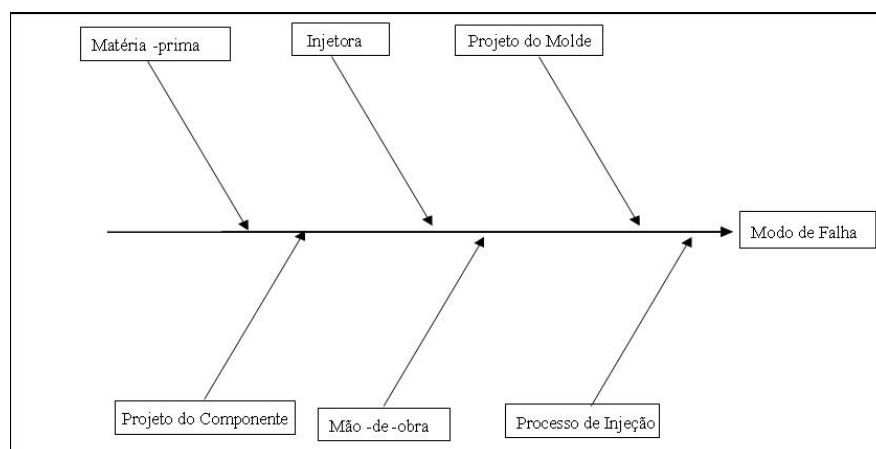 Matéria -prima
Injetora
Projeto do Molde
Modo de Falha
Projeto do Componente
Mão -de -obra
Processo de Injeção